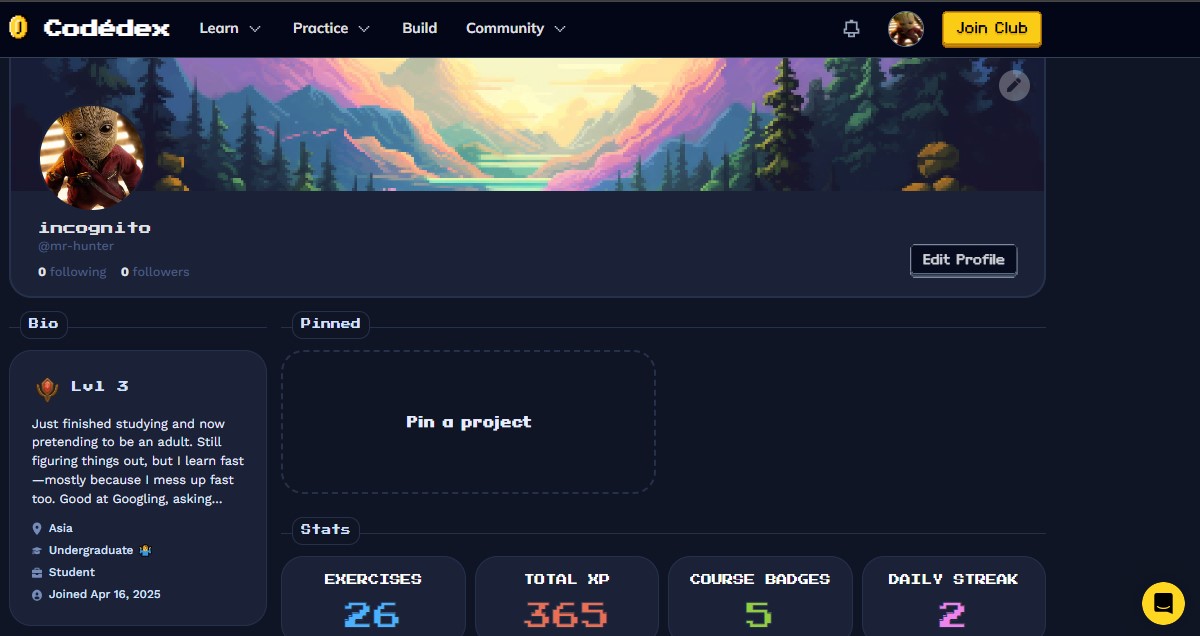 Codédex Learn Practice Build Community Join Club
incognito
@mr-hunter
0 following 0 followers
Edit Profile
Bio
Lvl 3
Just finished studying and now
pretending to be an adult. Still
figuring things out, but I learn fast
—mostly because I mess up fast
too. Good at Googling, asking...
Asia
Undergraduate 🤷‍♂️
Student
Joined Apr 16, 2025
Pinned
Pin a project
Stats
EXERCISES
26
TOTAL XP
365
COURSE BADGES
5
DAILY STREAK
2